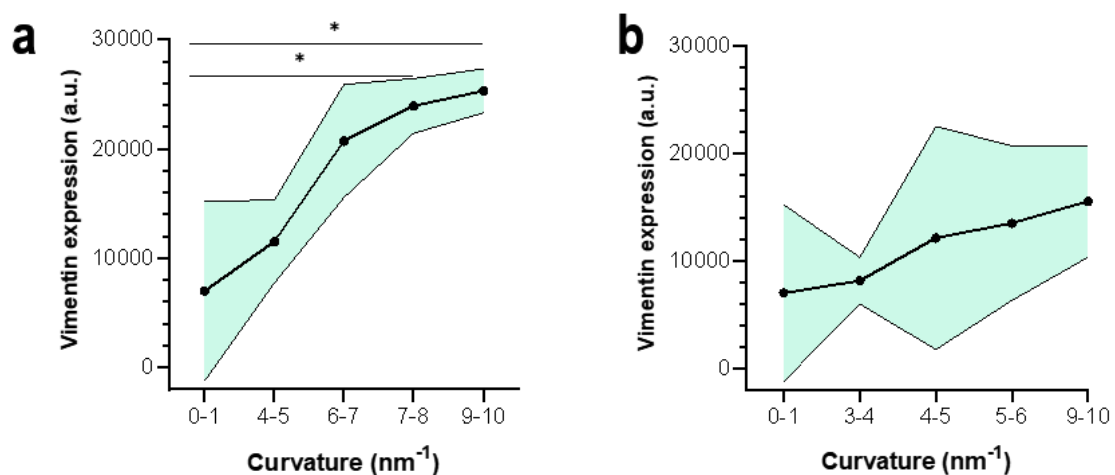 a
*
*
30000
20000
10000
0
Vimentin expression (a.u.)
0-1 4-5 6-7 7-8 9-10
Curvature (nm⁻¹)
b
30000
20000
10000
0
Vimentin expression (a.u.)
0-1 3-4 4-5 5-6 9-10
Curvature (nm⁻¹)